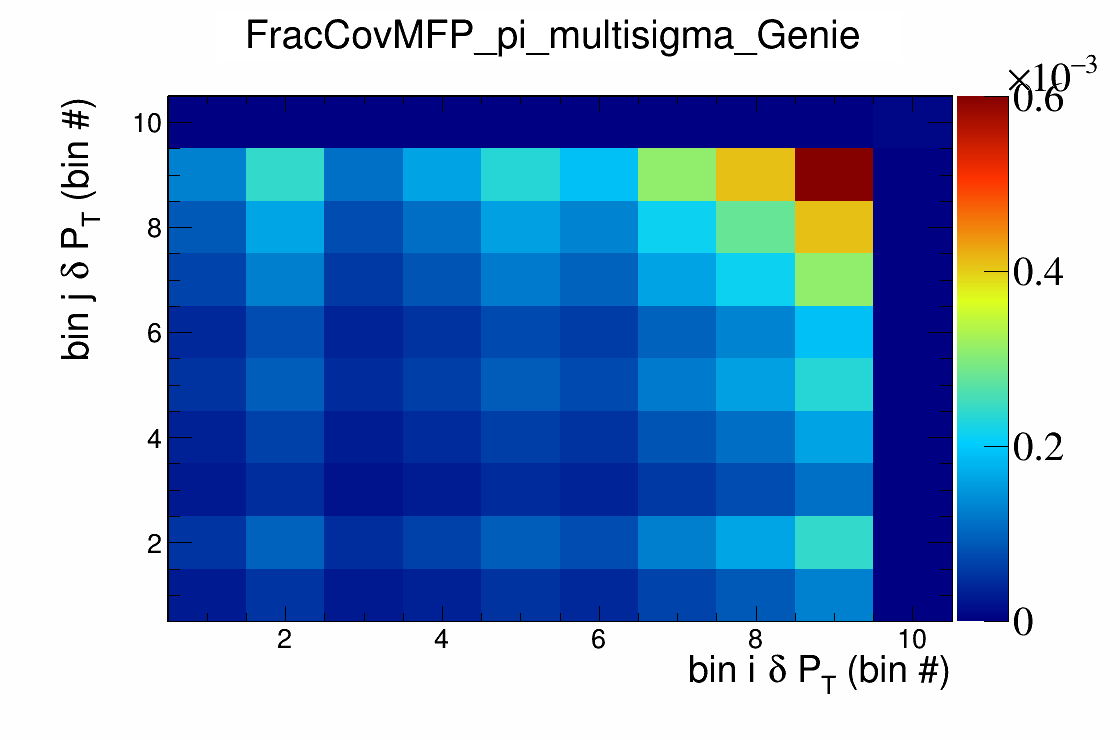 FracCovMFP_pi_multisigma_Genie
×10⁻³
bin j δ P_T (bin #)
10
8
6
4
2
0.6
0.4
0.2
0
2 4 6 8 10
bin i δ P_T (bin #)